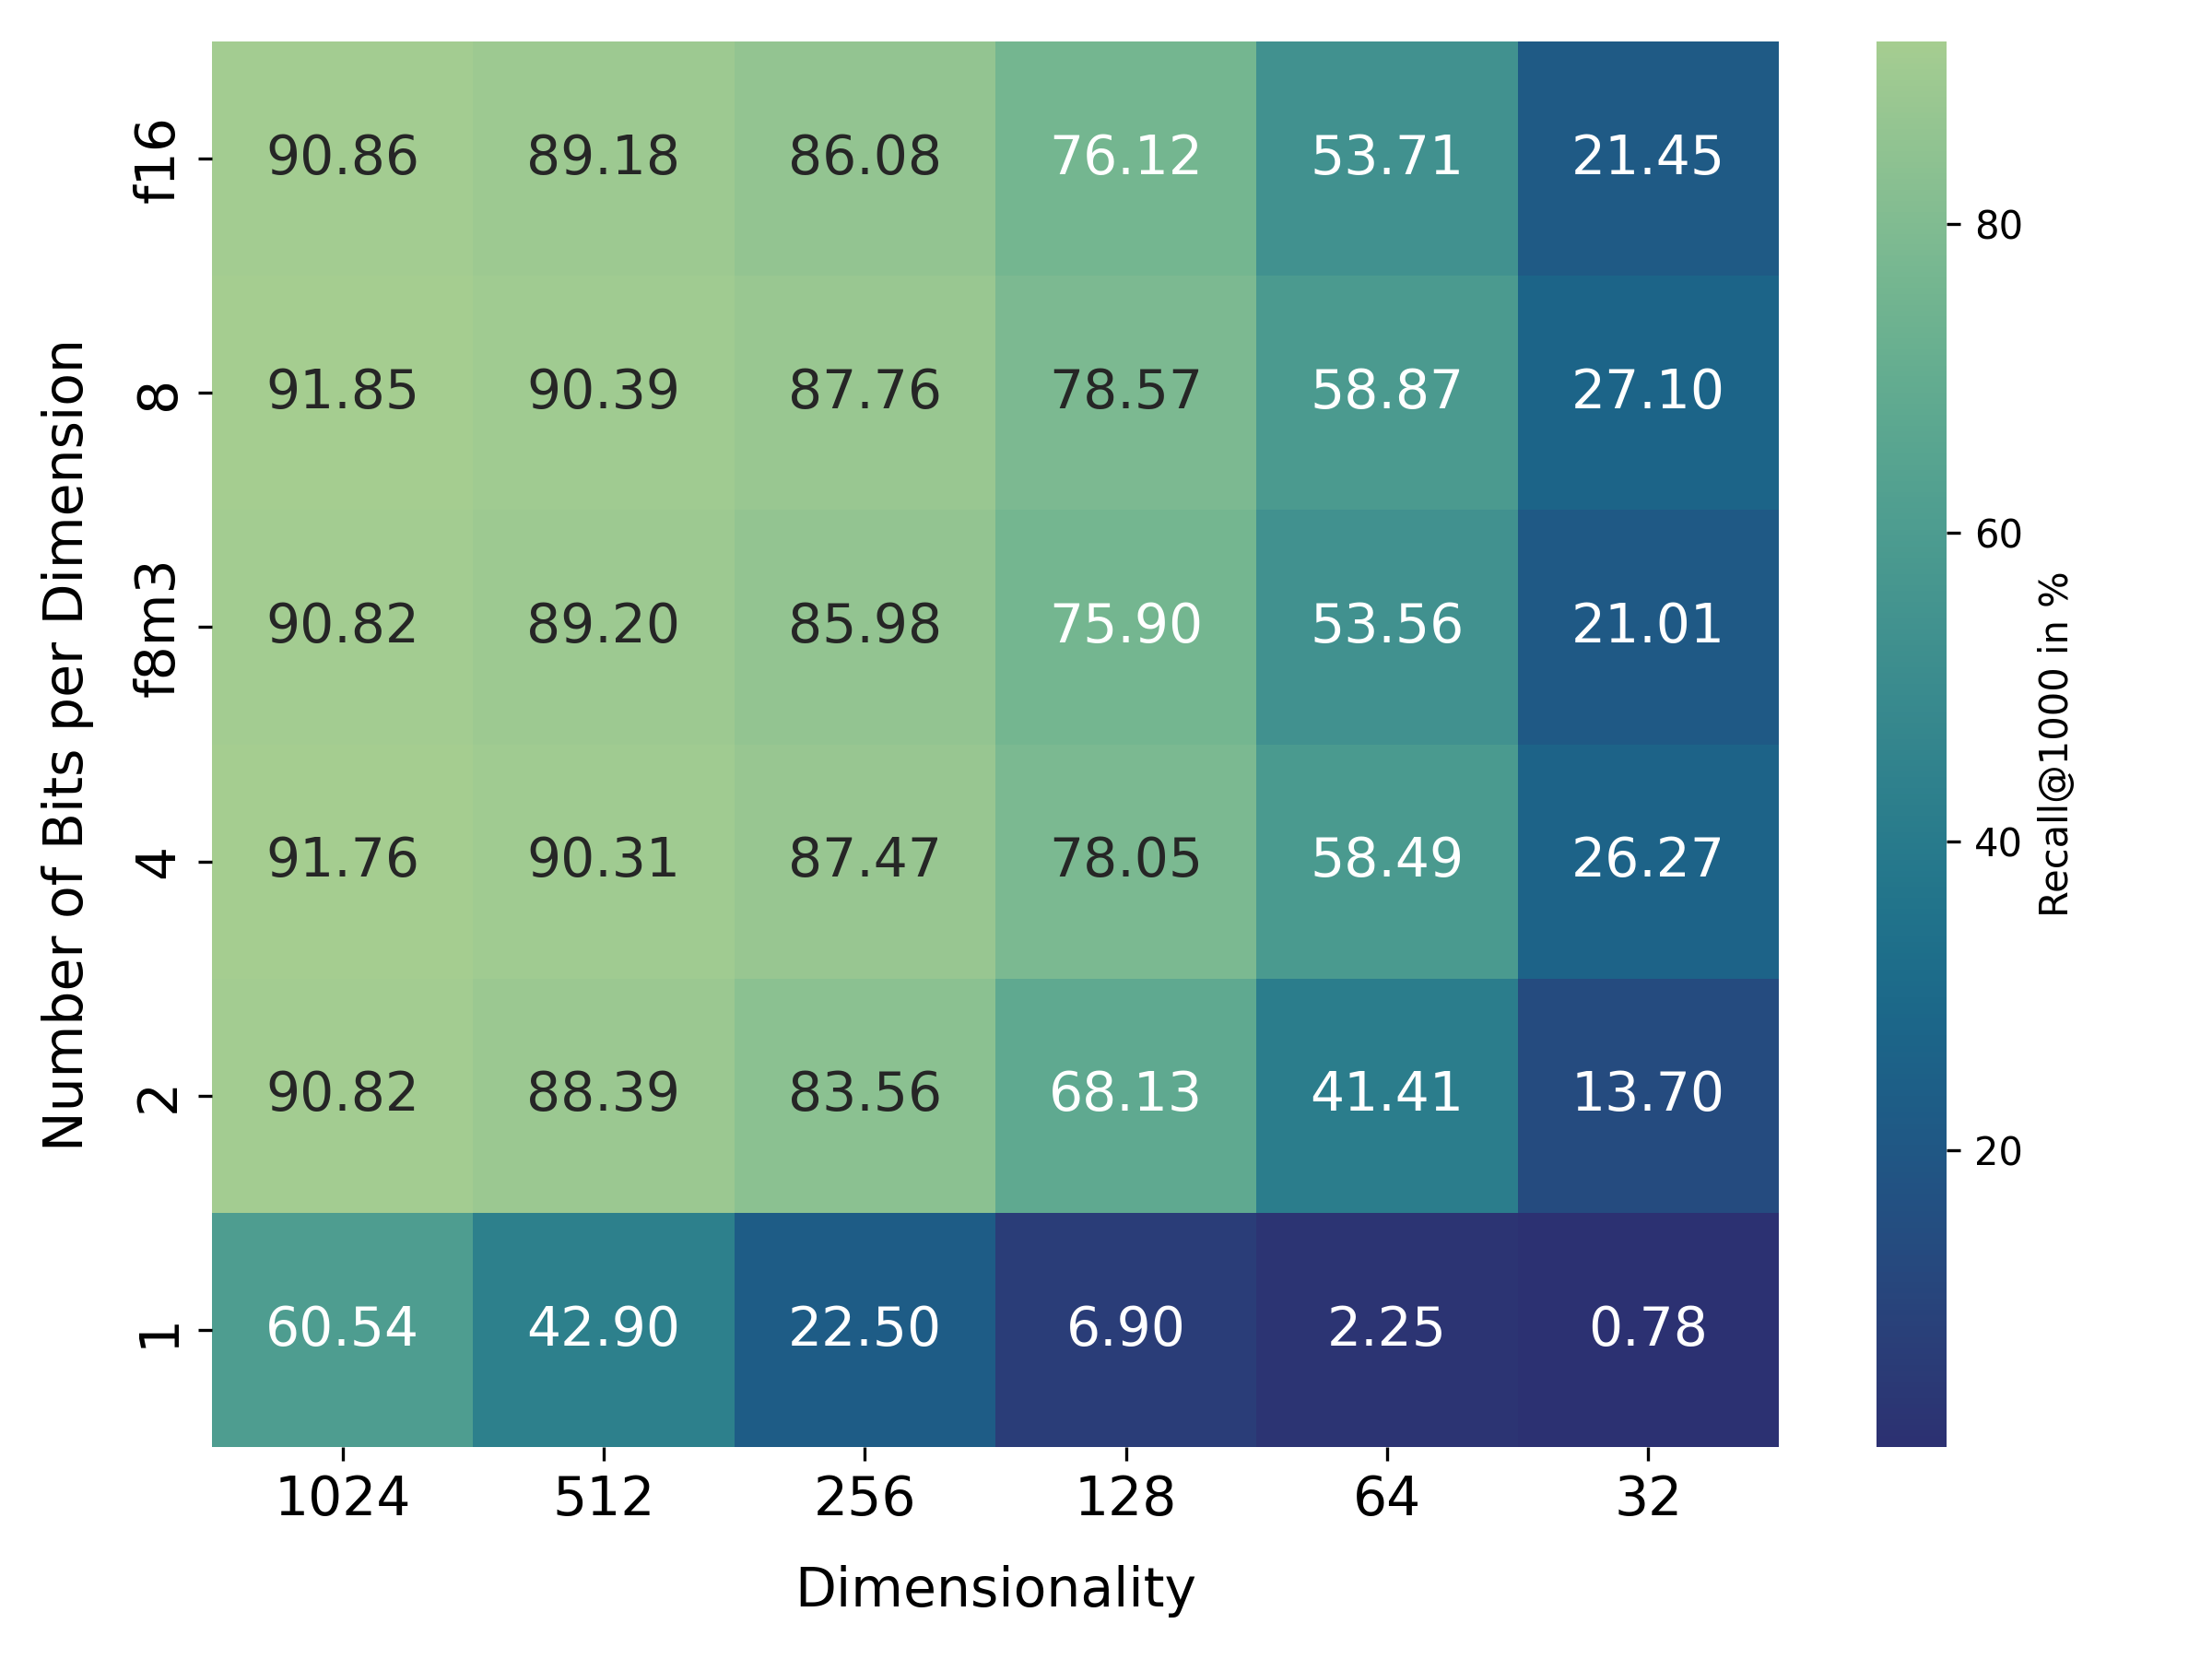 Number of Bits per Dimension
f16 90.86 89.18 86.08 76.12 53.71 21.45
8 91.85 90.39 87.76 78.57 58.87 27.10
f8m3 90.82 89.20 85.98 75.90 53.56 21.01
4 91.76 90.31 87.47 78.05 58.49 26.27
2 90.82 88.39 83.56 68.13 41.41 13.70
1 60.54 42.90 22.50 6.90 2.25 0.78
1024 512 256 128 64 32
Dimensionality
80
60
40
20
Recall@1000 in %